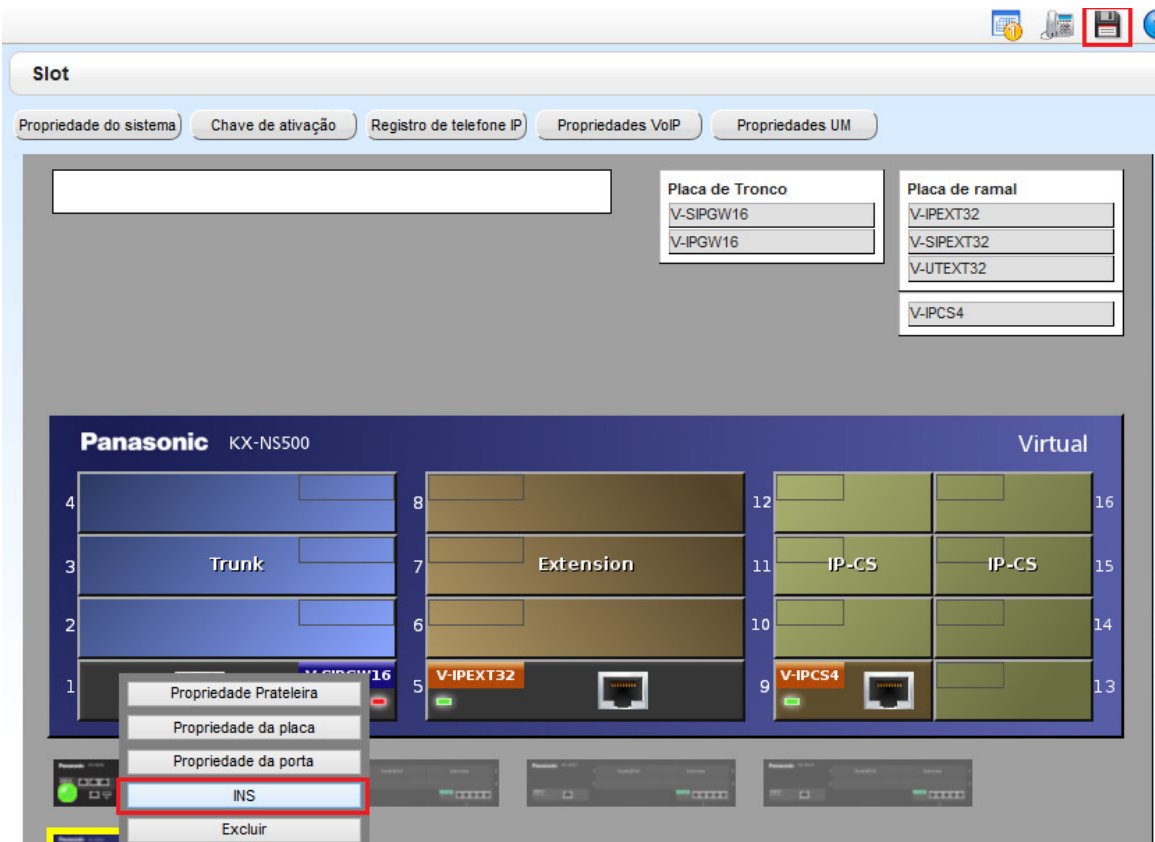 Slot
Propriedade do sistema
Chave de ativação
Registro de telefone IP
Propriedades VoIP
Propriedades UM
Placa de Tronco
V-SIPGW16
V-IPGW16
Placa de ramal
V-IPEXT32
V-SIPEXT32
V-UTEXT32
V-IPCS4
Panasonic KX-NS500
Virtual
4
8
12
16
3
Trunk
7
Extension
11
IP-CS
IP-CS
15
2
6
10
14
1
V-SIPGW16
5
V-IPEXT32
9
V-IPCS4
13
Propriedade Prateleira
Propriedade da placa
Propriedade da porta
INS
Excluir